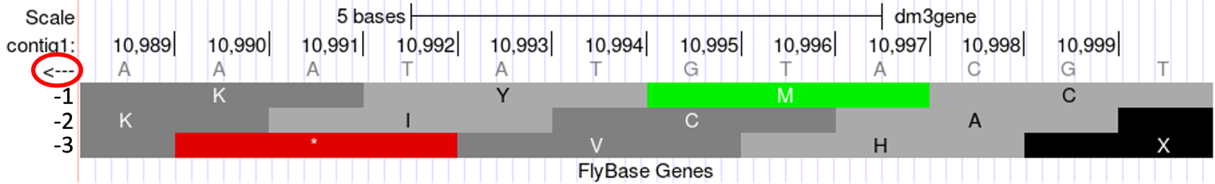 Scale 5 bases dm3gene
contig1: 10,989 10,990 10,991 10,992 10,993 10,994 10,995 10,996 10,997 10,998 10,999
<--- A A A T A T G T A C G T
-1 K Y M C
-2 K I C A
-3 * V H X
FlyBase Genes